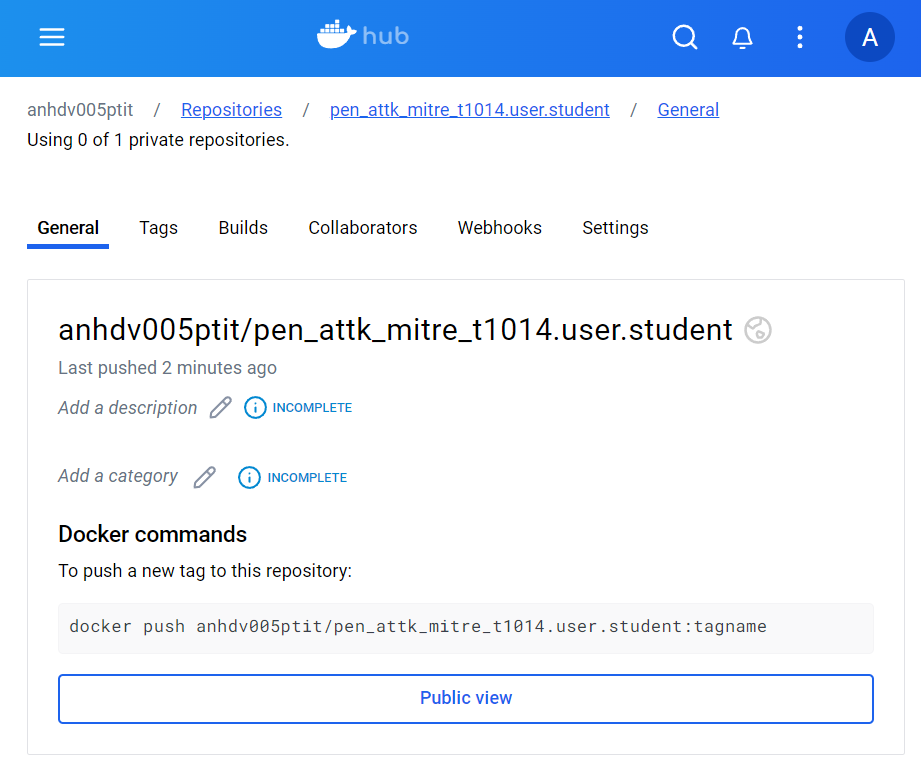 hub
A
anhdv005ptit / Repositories / pen_attk_mitre_t1014.user.student / General
Using 0 of 1 private repositories.
General Tags Builds Collaborators Webhooks Settings
anhdv005ptit/pen_attk_mitre_t1014.user.student
Last pushed 2 minutes ago
Add a description INCOMPLETE
Add a category INCOMPLETE
Docker commands
To push a new tag to this repository:
docker push anhdv005ptit/pen_attk_mitre_t1014.user.student:tagname
Public view